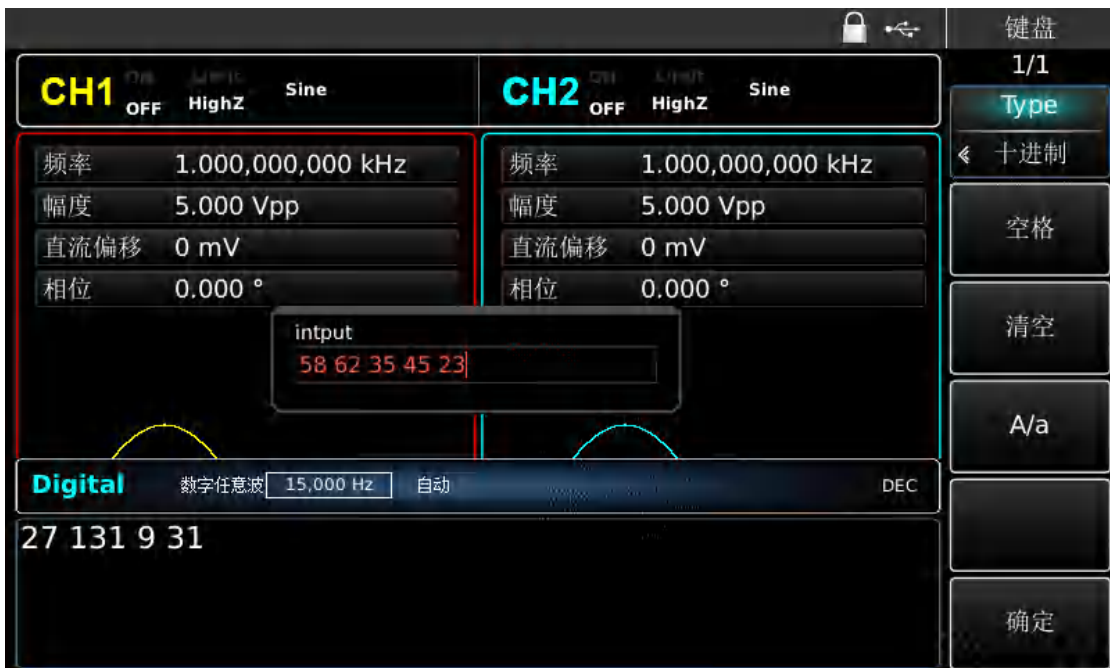 键盘
1/1
CH1 OFF HighZ Sine
CH2 OFF HighZ Sine
Type
十进制
频率 1.000,000,000 kHz
幅度 5.000 Vpp
直流偏移 0 mV
相位 0.000 °
频率 1.000,000,000 kHz
幅度 5.000 Vpp
直流偏移 0 mV
相位 0.000 °
空格
清空
A/a
确定
intput
58 62 35 45 23
Digital 数字任意波 15,000 Hz 自动 DEC
27 131 9 31